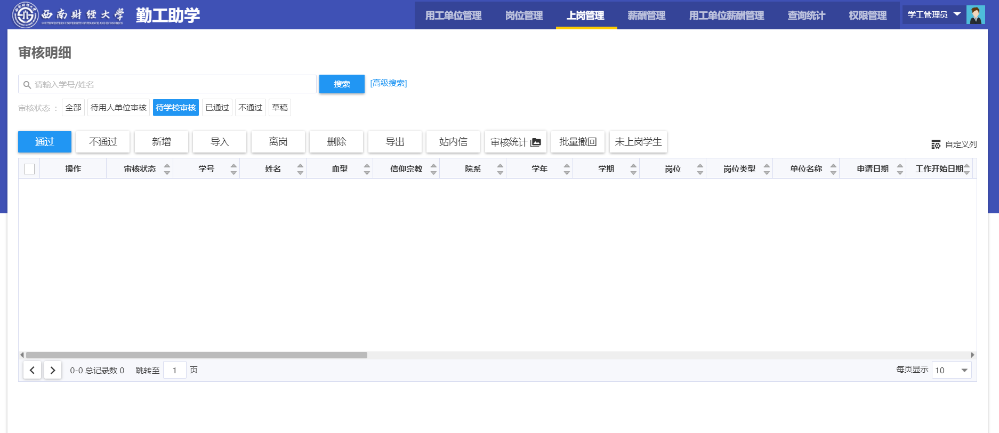 西南财经大学
SOUTHWESTERN UNIVERSITY OF FINANCE AND ECONOMICS
勤工助学
用工单位管理 岗位管理 上岗管理 薪酬管理 用工单位薪酬管理 查询统计 权限管理 学工管理员
审核明细
请输入学号/姓名 搜索 [高级搜索]
审核状态 : 全部 待用人单位审核 待学校审核 已通过 不通过 草稿
通过 不通过 新增 导入 离岗 删除 导出 站内信 审核统计 批量撤回 未上岗学生 自定义列
操作 审核状态 学号 姓名 血型 信仰宗教 院系 学年 学期 岗位 岗位类型 单位名称 申请日期 工作开始日期
0-0 总记录数 0 跳转至 1 页 每页显示 10